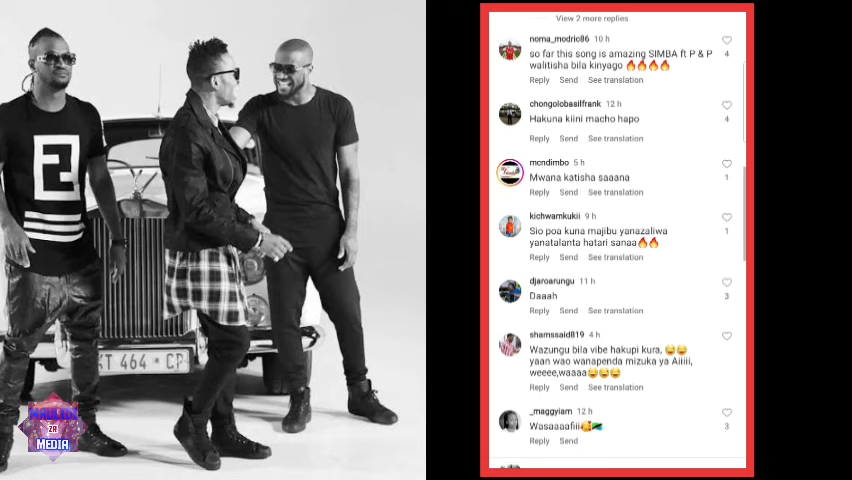 View 2 more replies
noma_modric86 10 h
so far this song is amazing SIMBA ft P & P
walitisha bila kinyago 🔥🔥🔥🔥
4
Reply Send See translation
chongolobasilfrank 12 h
Hakuna kiini macho hapo
4
Reply Send See translation
mcndimbo 5 h
Mwana katisha saaana
1
Reply Send See translation
kichwamkukii 9 h
Sio poa kuna majibu yanazaliwa
yanatalanta hatari sanaa🔥🔥
1
Reply Send See translation
djaroarungu 11 h
Daaah
3
Reply Send See translation
shamssaid819 4 h
Wazungu bila vibe hakupi kura, 😂😂
yaan wao wanapenda mizuka ya Aiiiii,
weeee,waaaa😂😂😂
Reply Send See translation
_maggyiam 12 h
Wasaaaafiii🥰🇹🇿
3
Reply Send
2
T 464 * CP
ZA
MEDIA